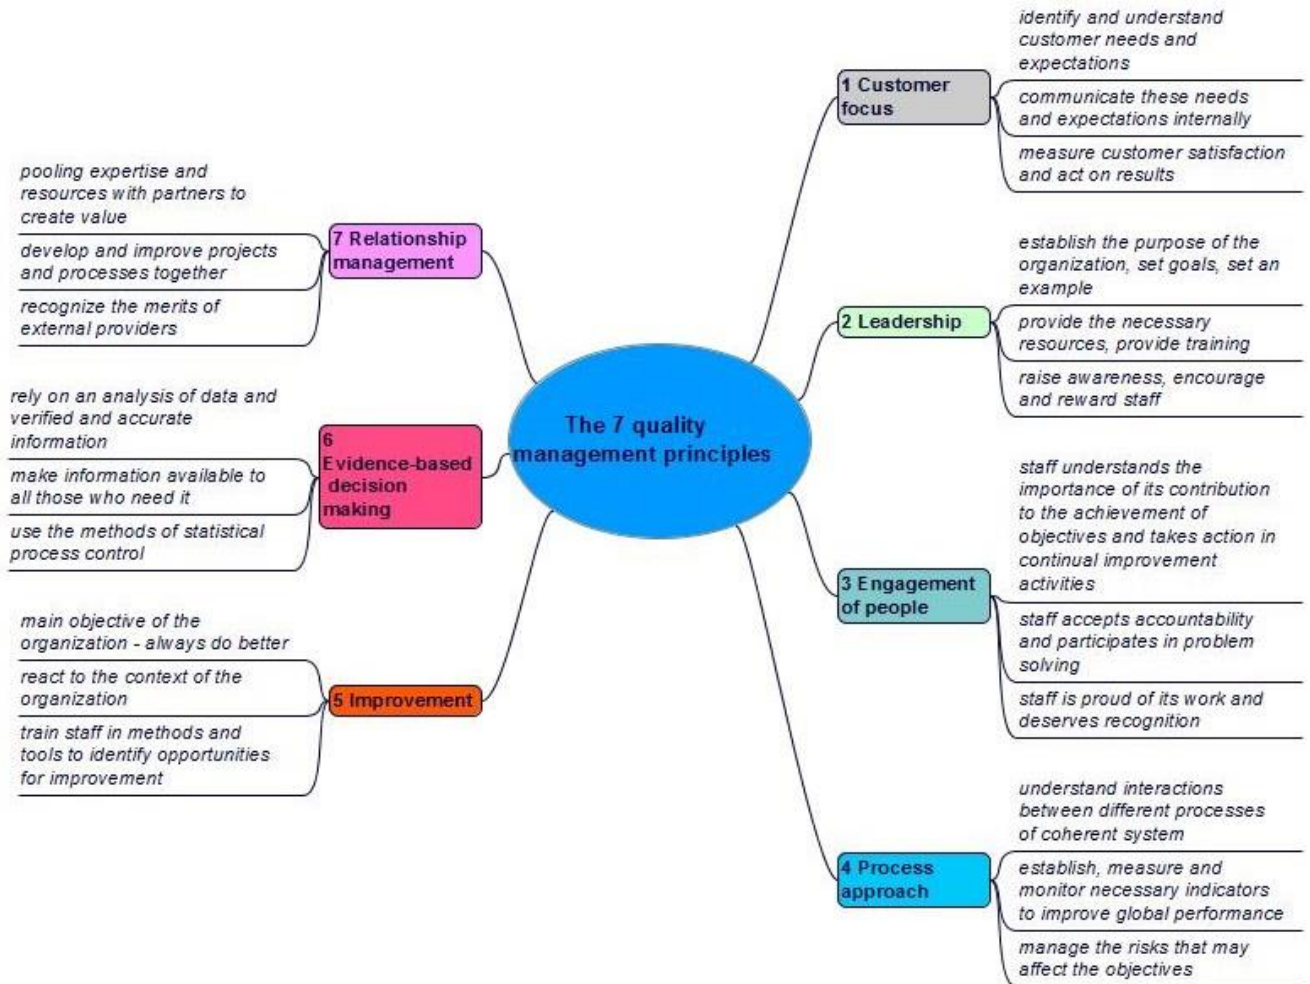 The 7 quality
management principles
1 Customer
focus
identify and understand
customer needs and
expectations
communicate these needs
and expectations internally
measure customer satisfaction
and act on results
2 Leadership
establish the purpose of the
organization, set goals, set an
example
provide the necessary
resources, provide training
raise awareness, encourage
and reward staff
3 Engagement
of people
staff understands the
importance of its contribution
to the achievement of
objectives and takes action in
continual improvement
activities
staff accepts accountability
and participates in problem
solving
staff is proud of its work and
deserves recognition
4 Process
approach
understand interactions
between different processes
of coherent system
establish, measure and
monitor necessary indicators
to improve global performance
manage the risks that may
affect the objectives
5 Improvement
main objective of the
organization - always do better
react to the context of the
organization
train staff in methods and
tools to identify opportunities
for improvement
6
Evidence-based
decision
making
rely on an analysis of data and
verified and accurate
information
make information available to
all those who need it
use the methods of statistical
process control
7 Relationship
management
pooling expertise and
resources with partners to
create value
develop and improve projects
and processes together
recognize the merits of
external providers